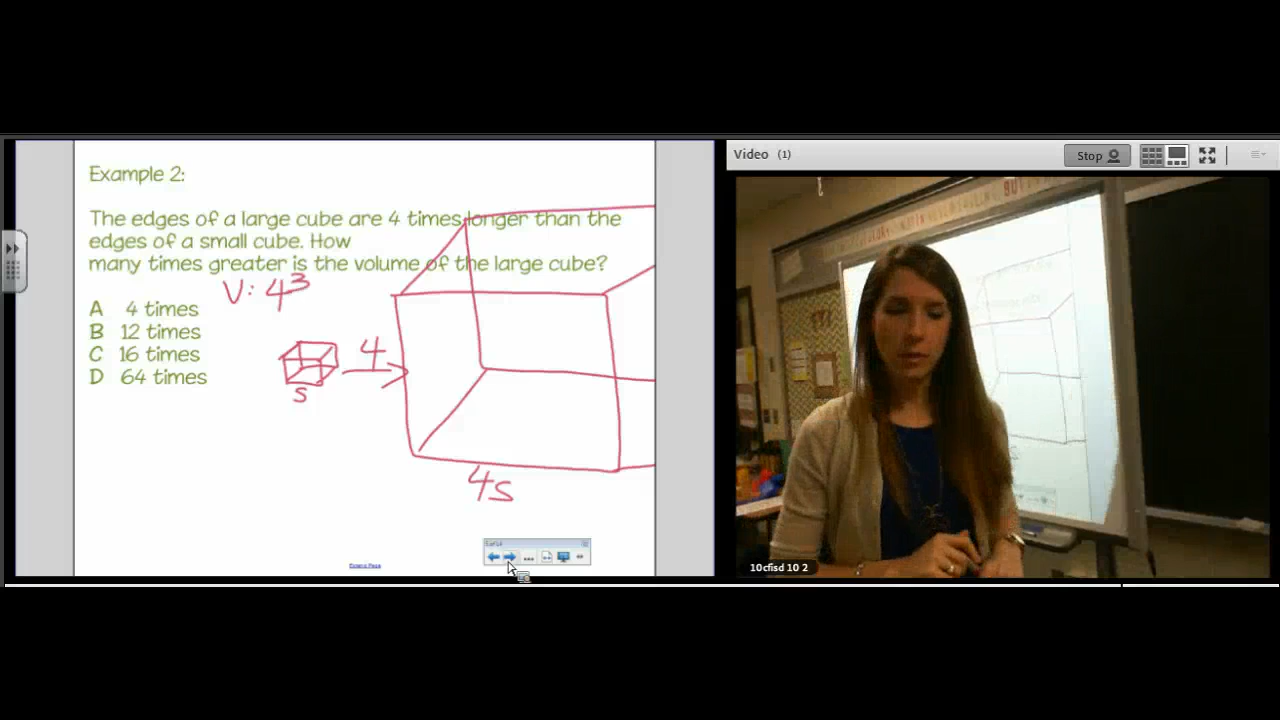 Example 2:
The edges of a large cube are 4 times longer than the
edges of a small cube. How
many times greater is the volume of the large cube?
V: 4³
A 4 times
B 12 times
C 16 times
D 64 times
4
s
4s
Video (1)
Stop
10cfisd 10 2